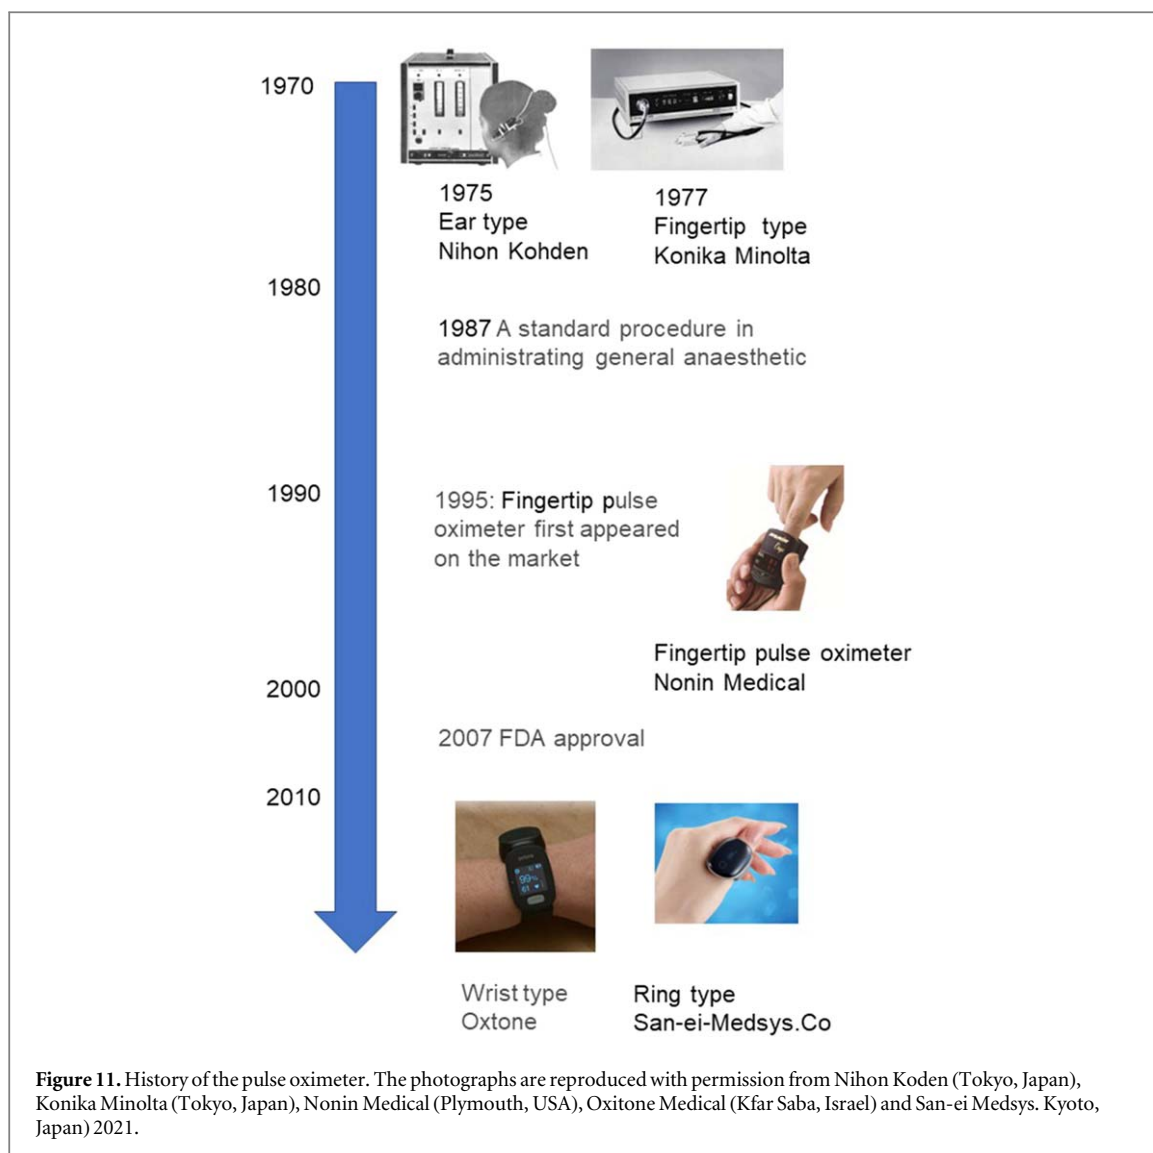 1970
1975
Ear type
Nihon Kohden
1977
Fingertip type
Konika Minolta
1980
1987 A standard procedure in
administrating general anaesthetic
1990
1995: Fingertip pulse
oximeter first appeared
on the market
Fingertip pulse oximeter
Nonin Medical
2000
2007 FDA approval
2010
99%
61
Wrist type
Oxtone
Ring type
San-ei-Medsys.Co
Figure 11. History of the pulse oximeter. The photographs are reproduced with permission from Nihon Koden (Tokyo, Japan),
Konika Minolta (Tokyo, Japan), Nonin Medical (Plymouth, USA), Oxitone Medical (Kfar Saba, Israel) and San-ei Medsys. Kyoto,
Japan) 2021.